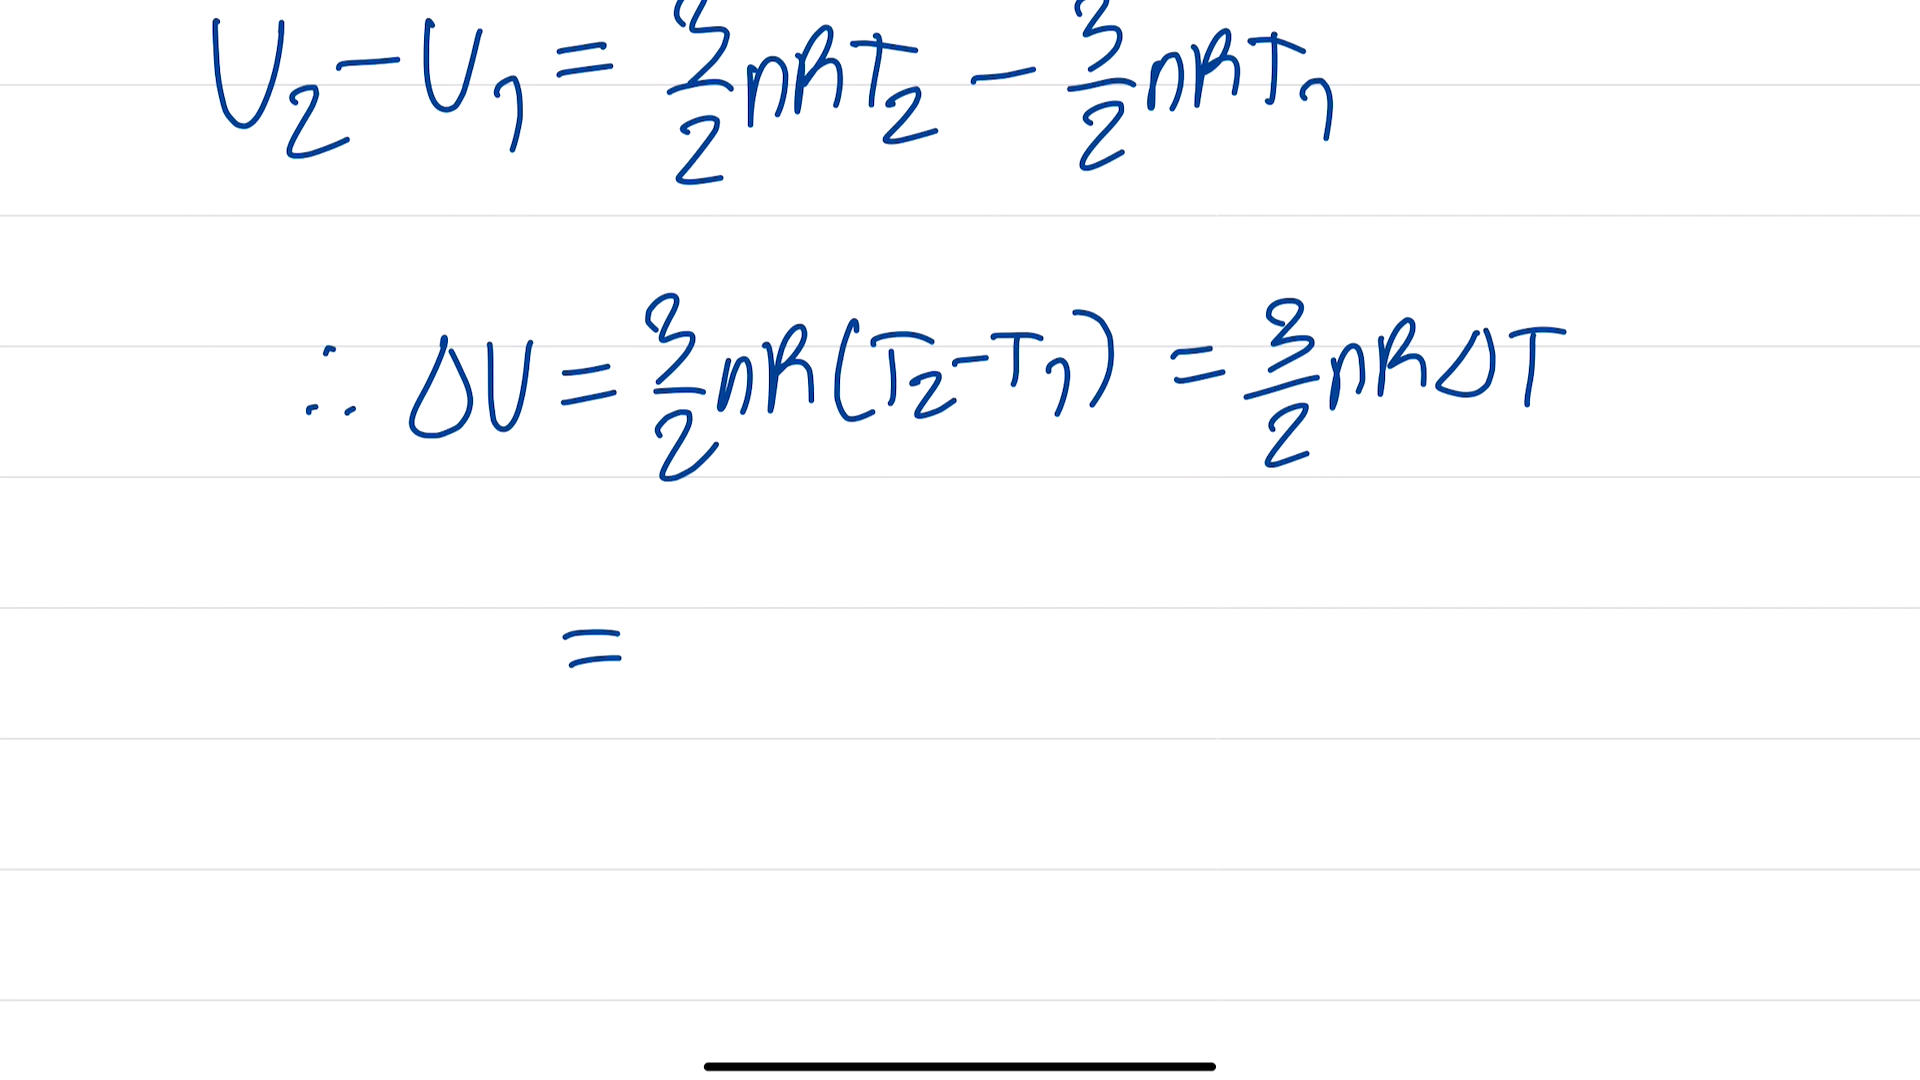 U₂ - U₁ = 3/2 nRT₂ - 3/2 nRT₁
∴ ΔU = 3/2 nR(T₂ - T₁) = 3/2 nRΔT
=